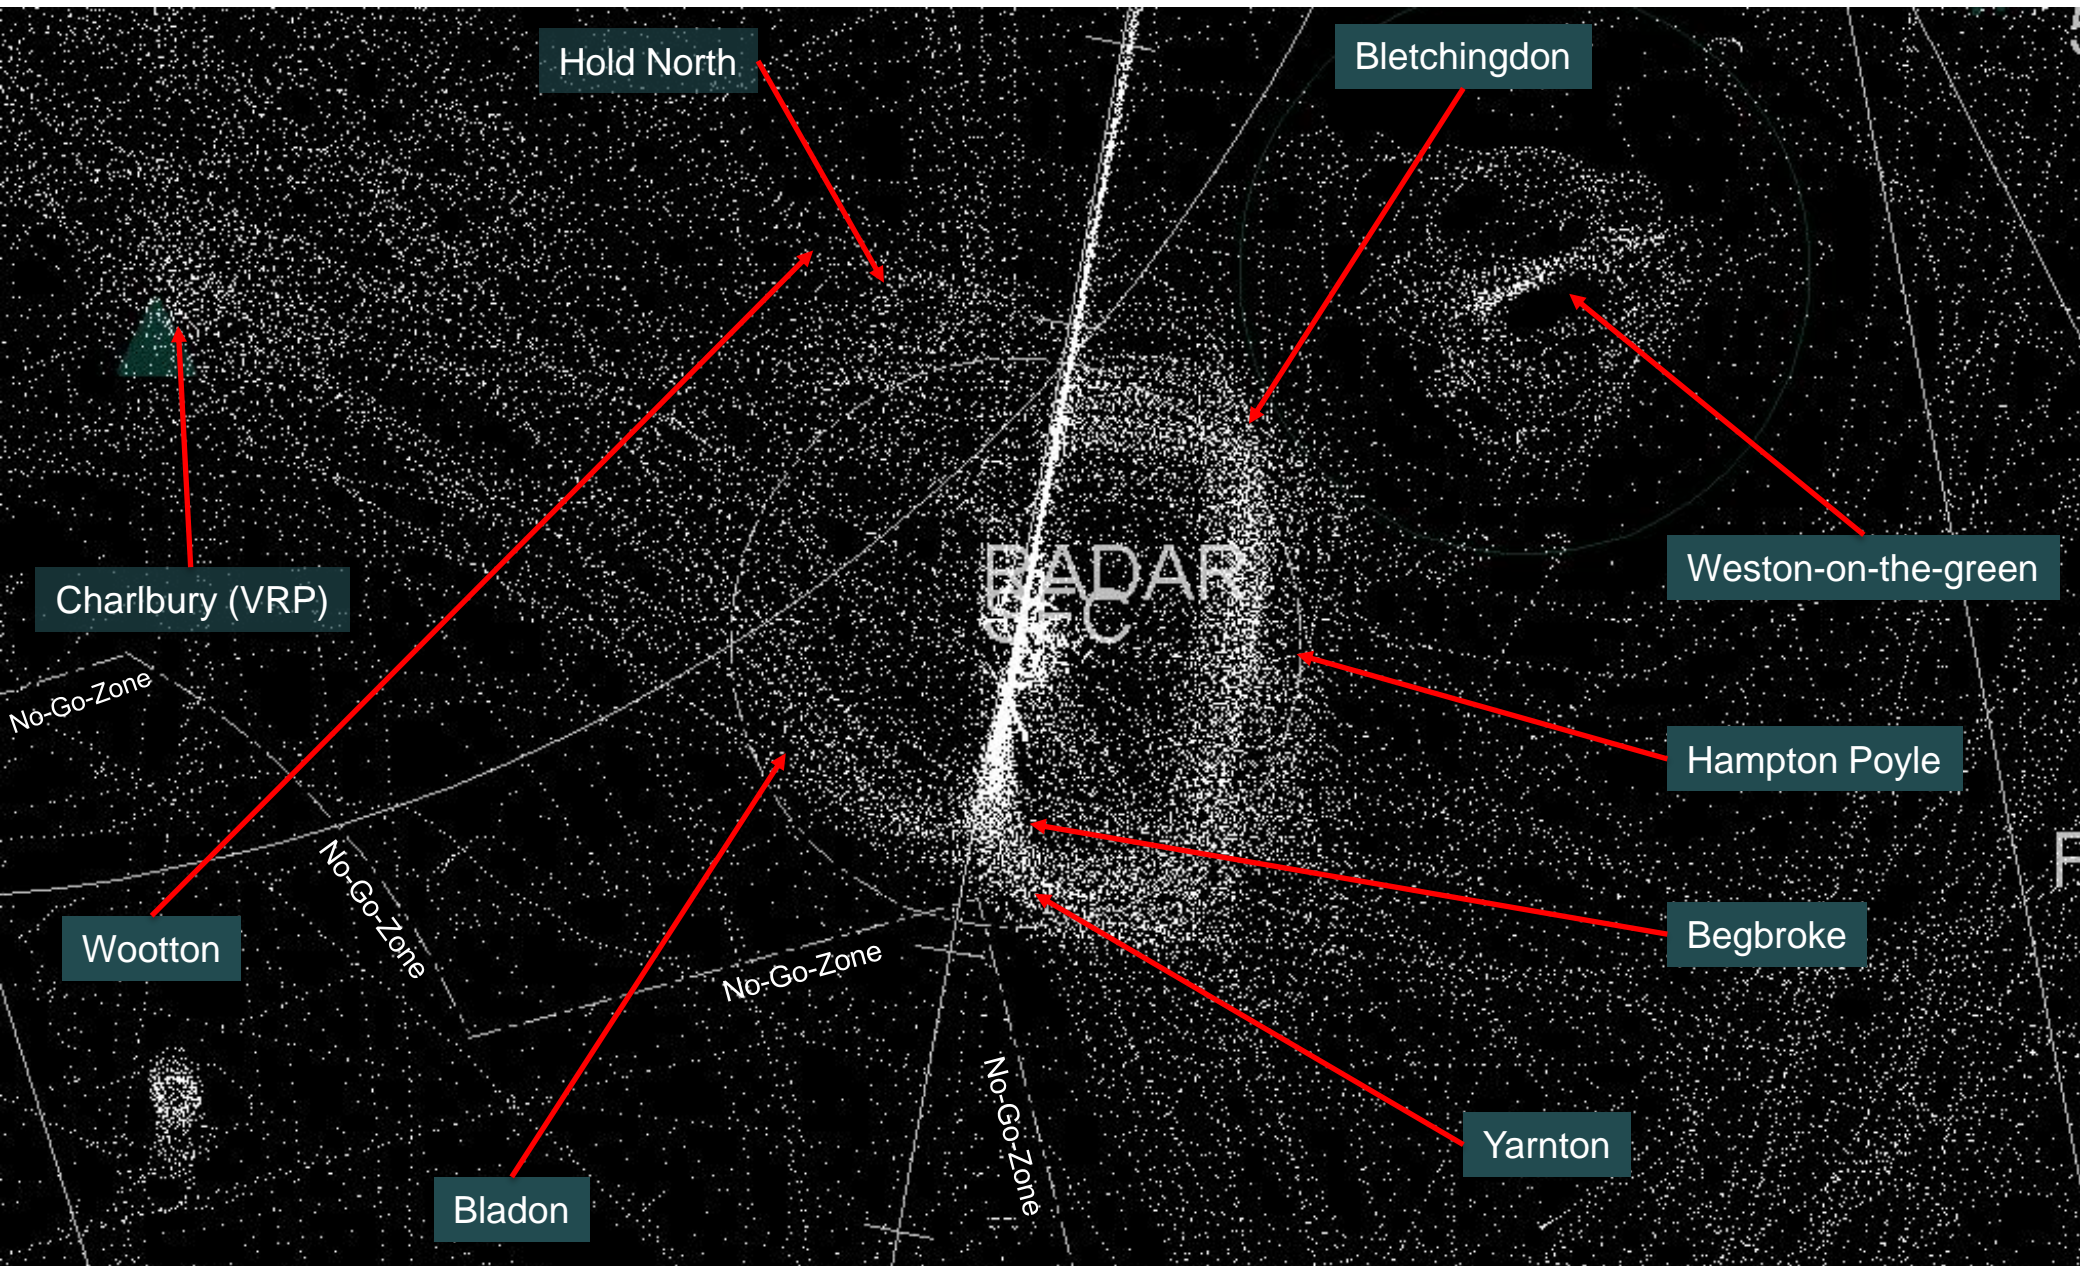 Hold North
Bletchingdon
RADAR
SFC
Weston-on-the-green
Charlbury (VRP)
No-Go-Zone
Hampton Poyle
No-Go-Zone
Wootton
No-Go-Zone
Begbroke
No-Go-Zone
Yarnton
Bladon